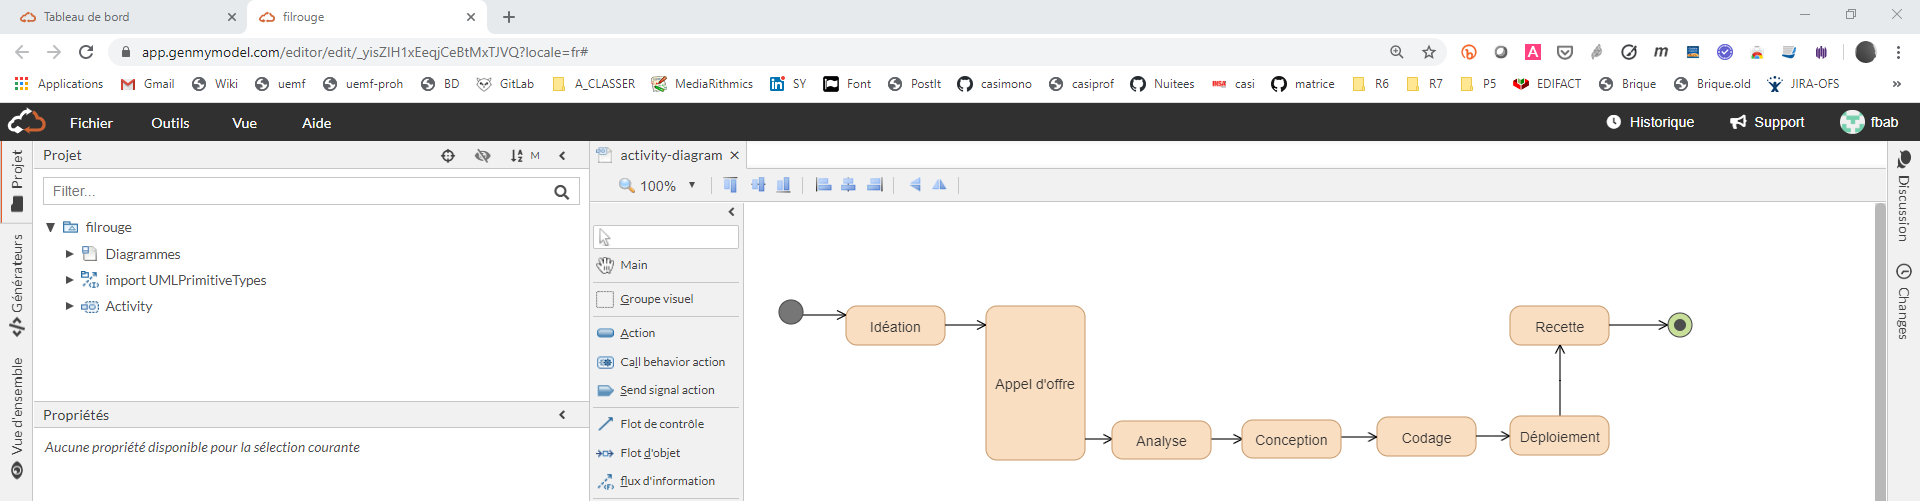 Tableau de bord
filrouge
app.genmymodel.com/editor/edit/_yisZlH1xEeqjCeBtMxTJVQ?locale=fr#
Applications Gmail Wiki uemf uemf-proh BD GitLab A_CLASSER MediaRithmics SY Font PostIt casimono casiprof Nuitees casi matrice R6 R7 P5 EDIFACT Brique Brique.old JIRA-OFS »
Fichier Outils Vue Aide Historique Support fbab
Projet
Générateurs
Vue d'ensemble
Projet M
Filter...
filrouge
Diagrammes
import UMLPrimitiveTypes
Activity
Propriétés
Aucune propriété disponible pour la sélection courante
activity-diagram
100%
Main
Groupe visuel
Action
Call behavior action
Send signal action
Flot de contrôle
Flot d'objet
flux d'information
Idéation
Appel d'offre
Analyse
Conception
Codage
Déploiement
Recette
Discussion
Changes